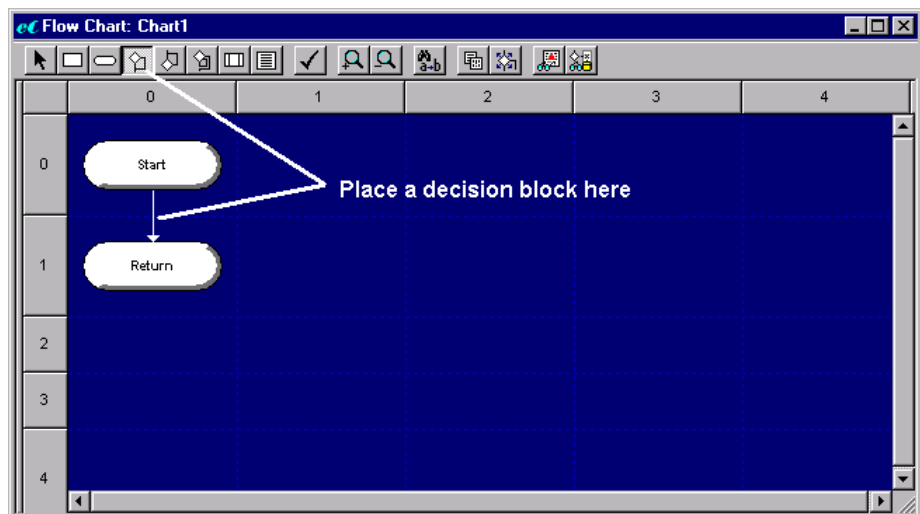 eC Flow Chart: Chart1
a→b
0 1 2 3 4
0
Start
Place a decision block here
1
Return
2
3
4